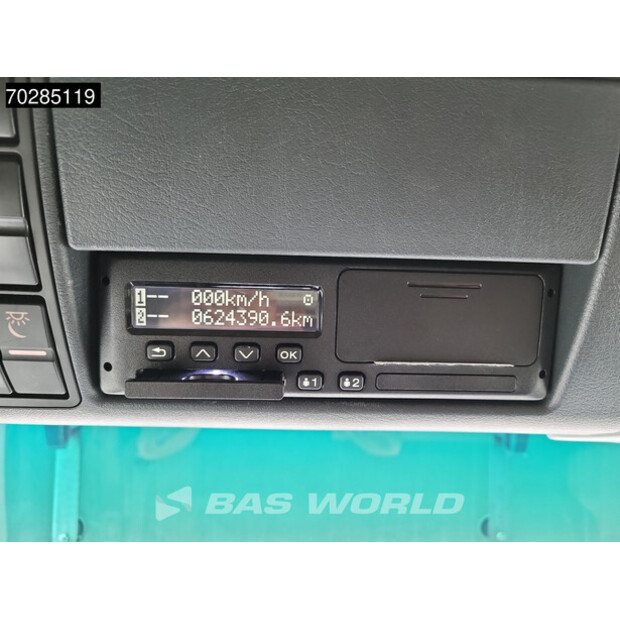 70285119
1-- 000km/h
2-- 0624390.6km
OK
1 2
BAS WORLD